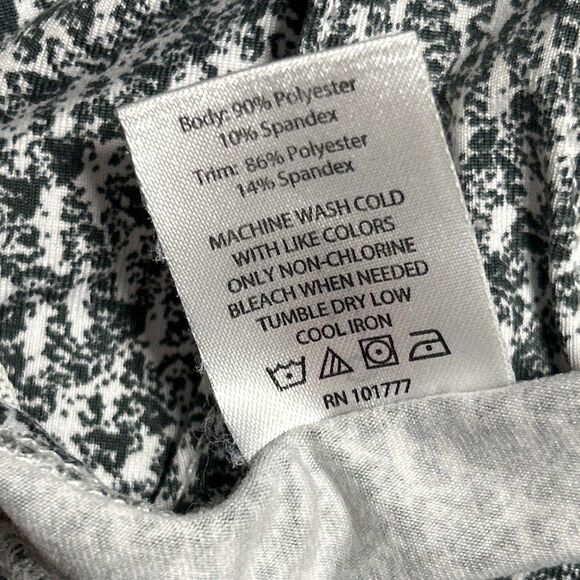 Body: 90% Polyester
10% Spandex
Trim: 86% Polyester
14% Spandex
MACHINE WASH COLD
WITH LIKE COLORS
ONLY NON-CHLORINE
BLEACH WHEN NEEDED
TUMBLE DRY LOW
COOL IRON
RN 101777